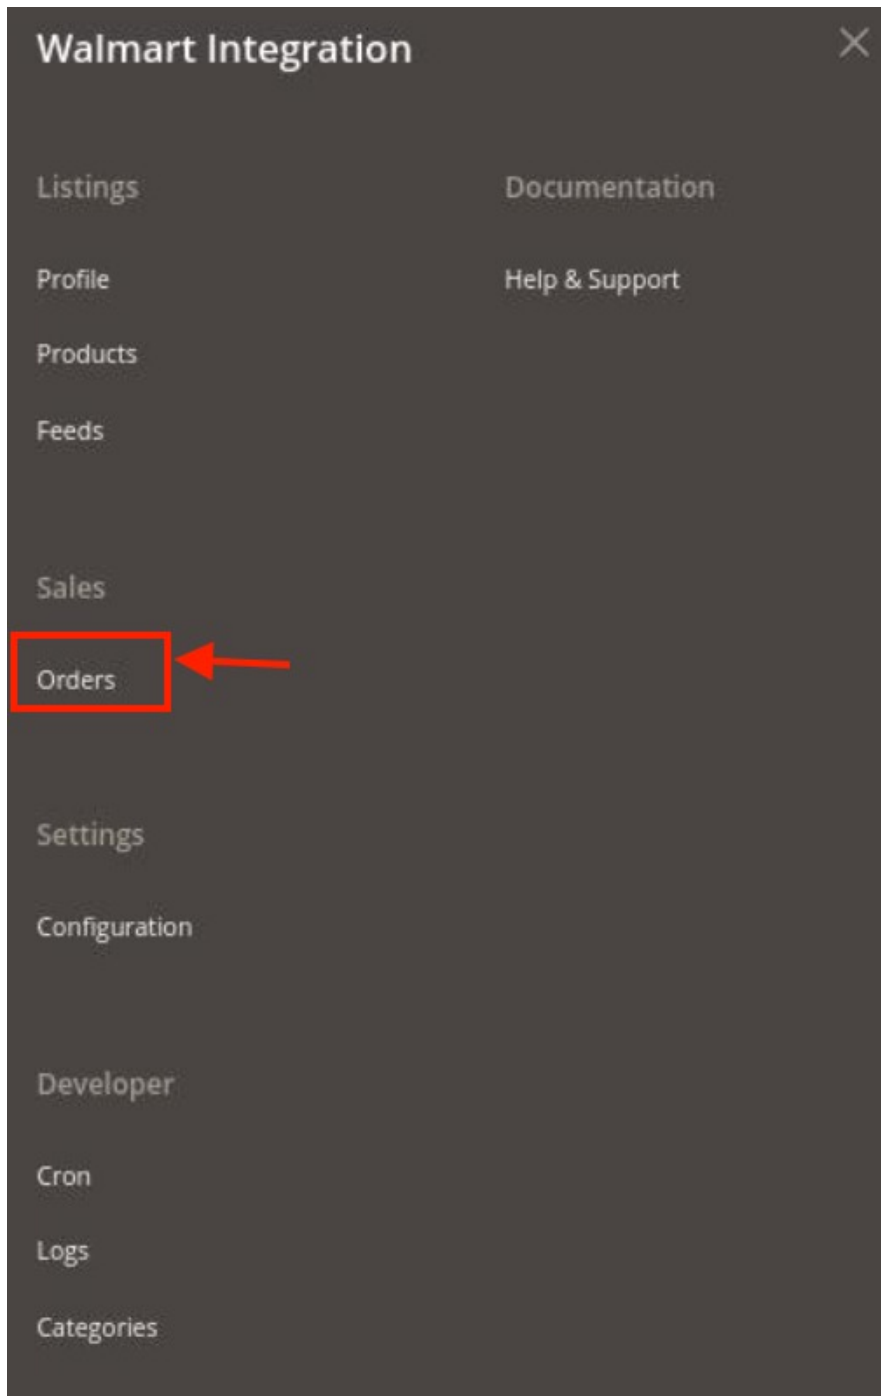 Walmart Integration
Listings
Profile
Products
Feeds
Sales
Orders
Settings
Configuration
Developer
Cron
Logs
Categories
Documentation
Help & Support